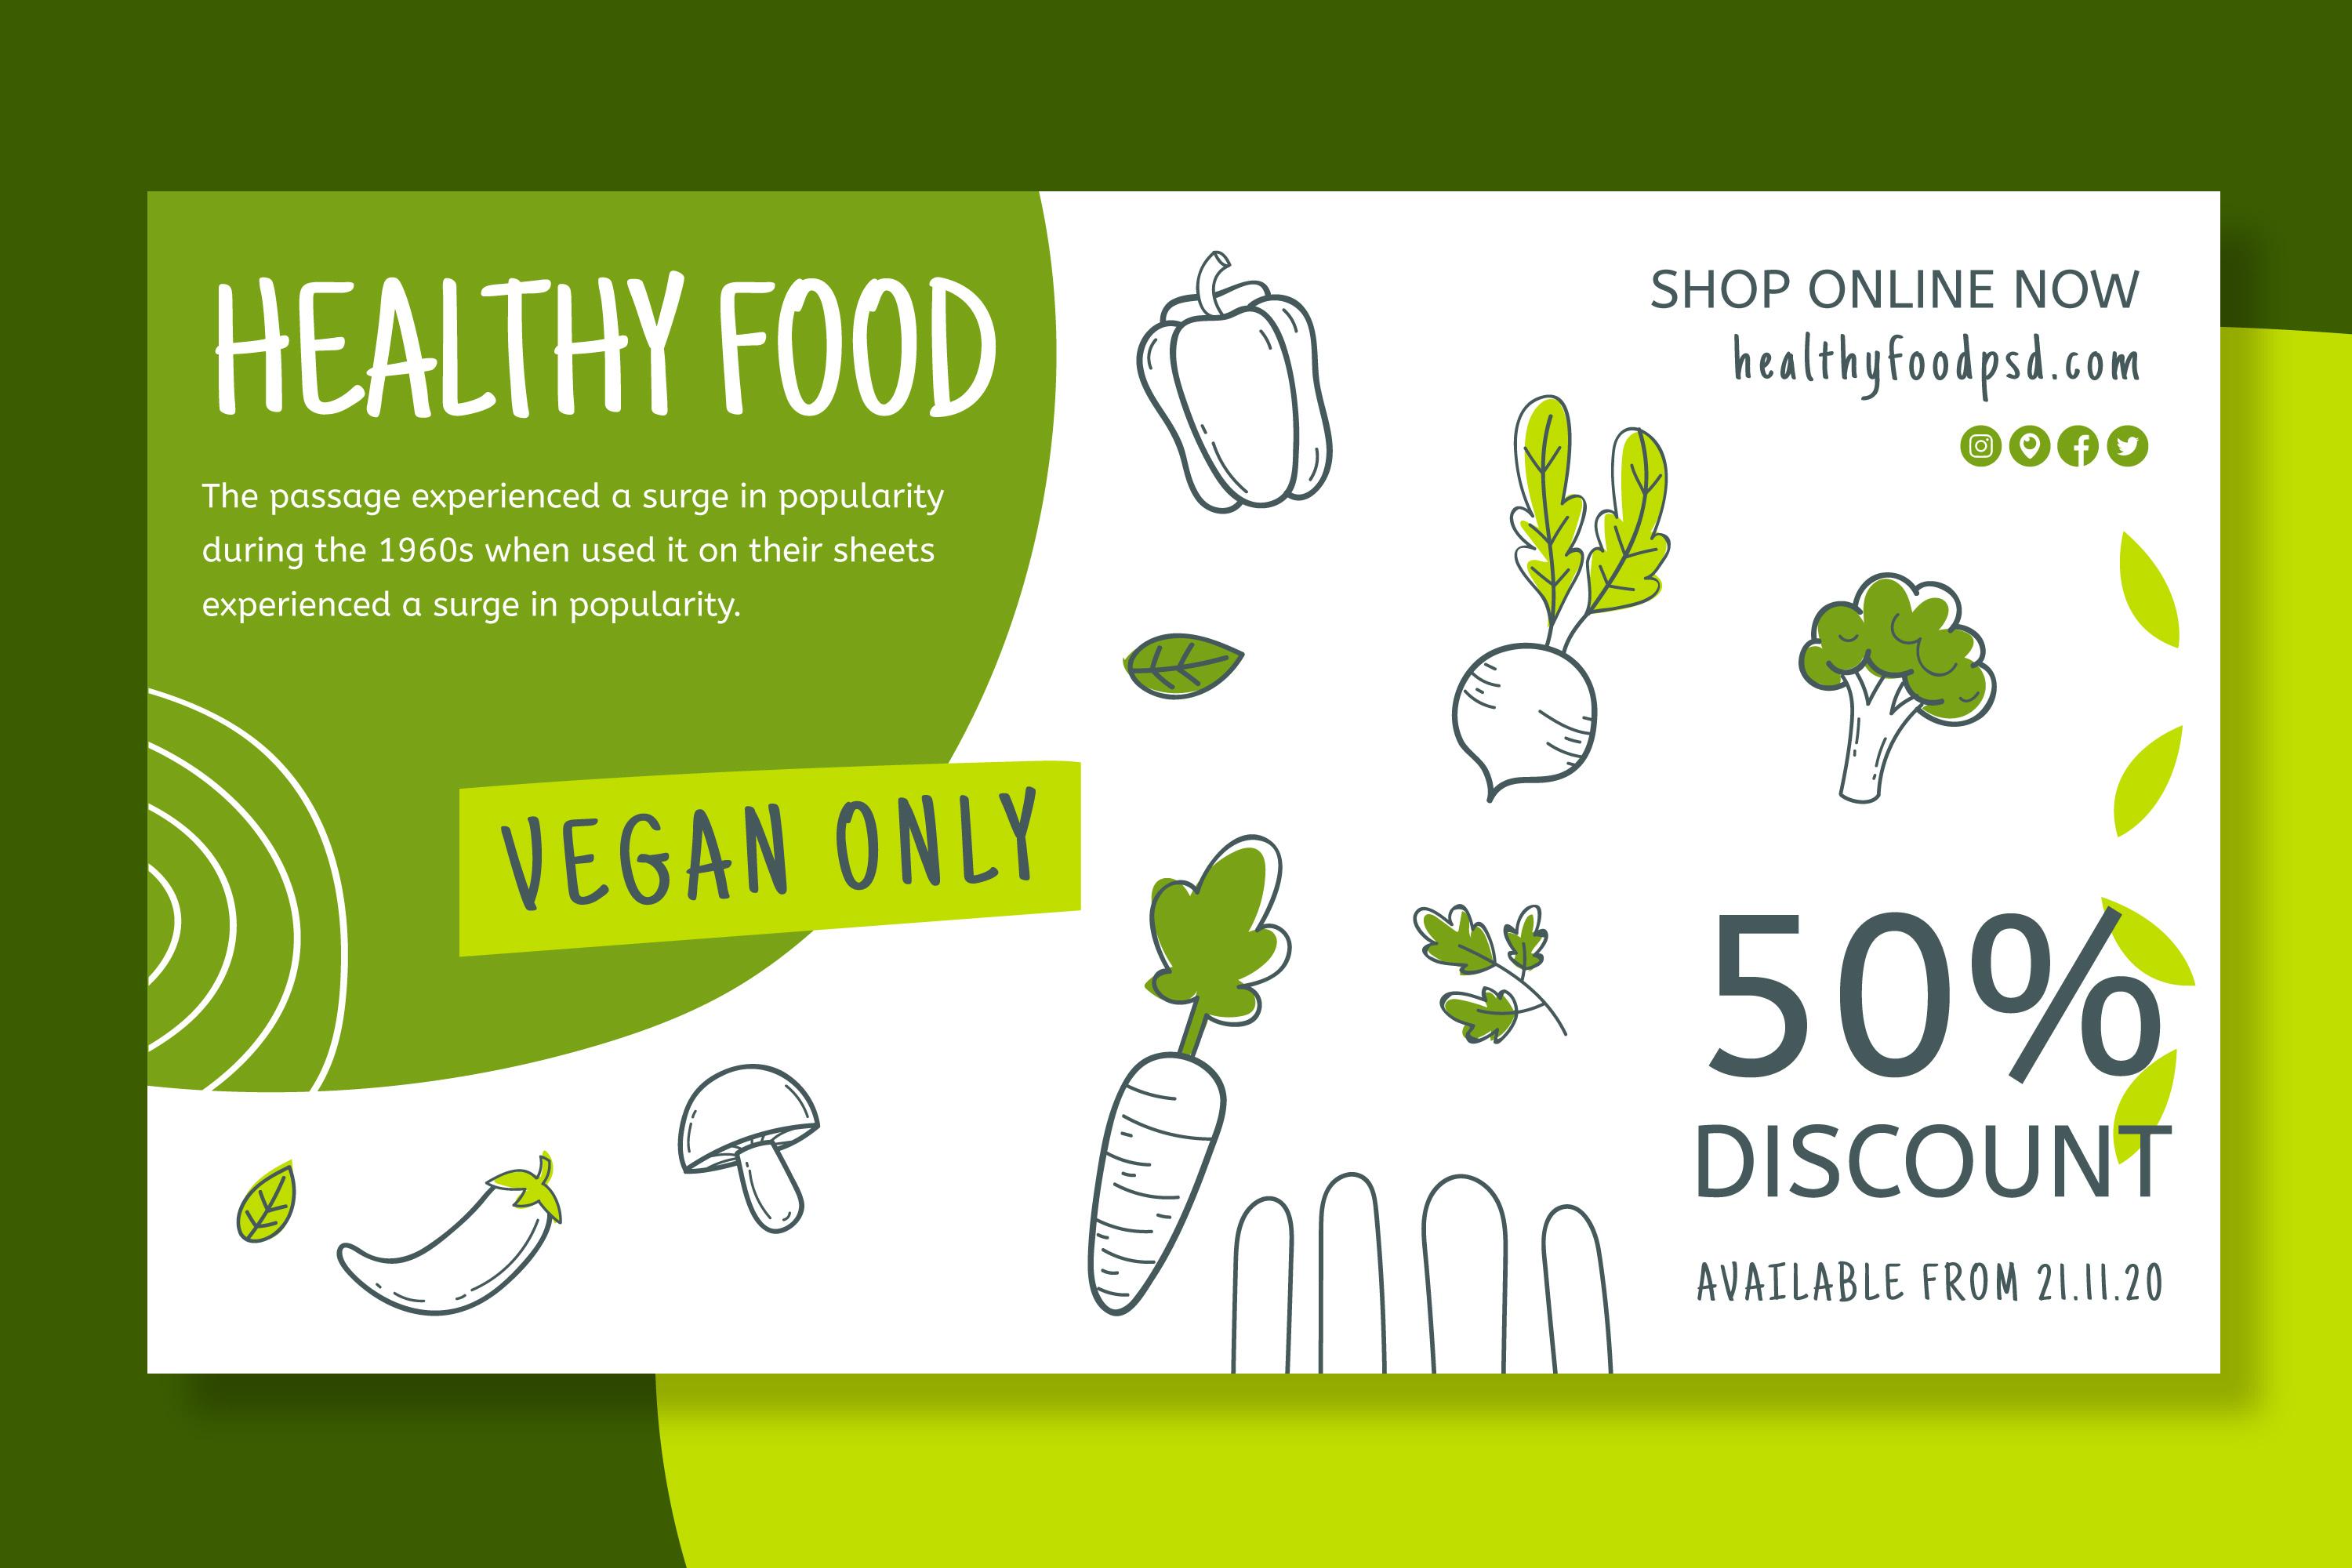 HEALTHY FOOD
The passage experienced a surge in popularity
during the 1960s when used it on their sheets
experienced a surge in popularity.
VEGAN ONLY
SHOP ONLINE NOW
healthyfoodpsd.com
50%
DISCOUNT
AVAILABLE FROM 21.11.20